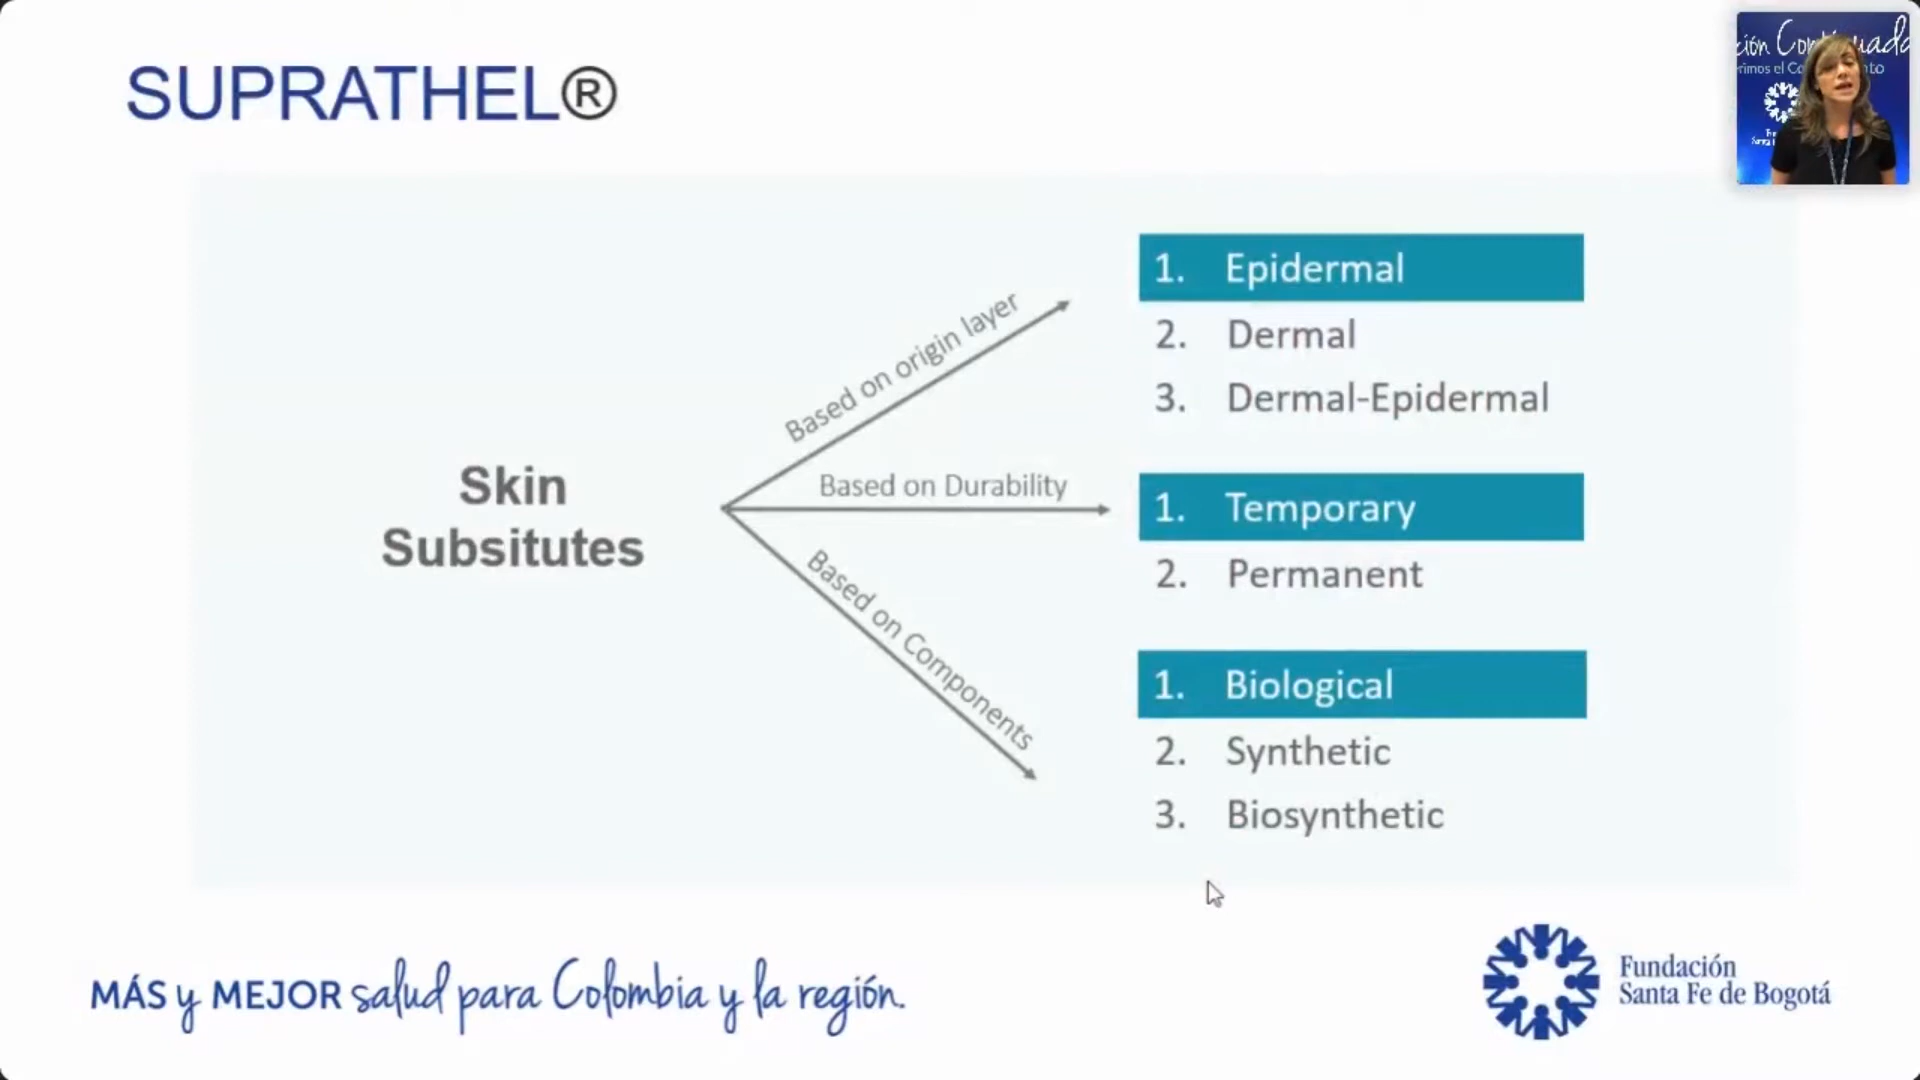 SUPRATHEL®
ción Continuada
Skin
Subsitutes
Based on origin layer
1. Epidermal
2. Dermal
3. Dermal-Epidermal
Based on Durability
1. Temporary
2. Permanent
Based on Components
1. Biological
2. Synthetic
3. Biosynthetic
MÁS y MEJOR salud para Colombia y la región.
Fundación
Santa Fe de Bogotá